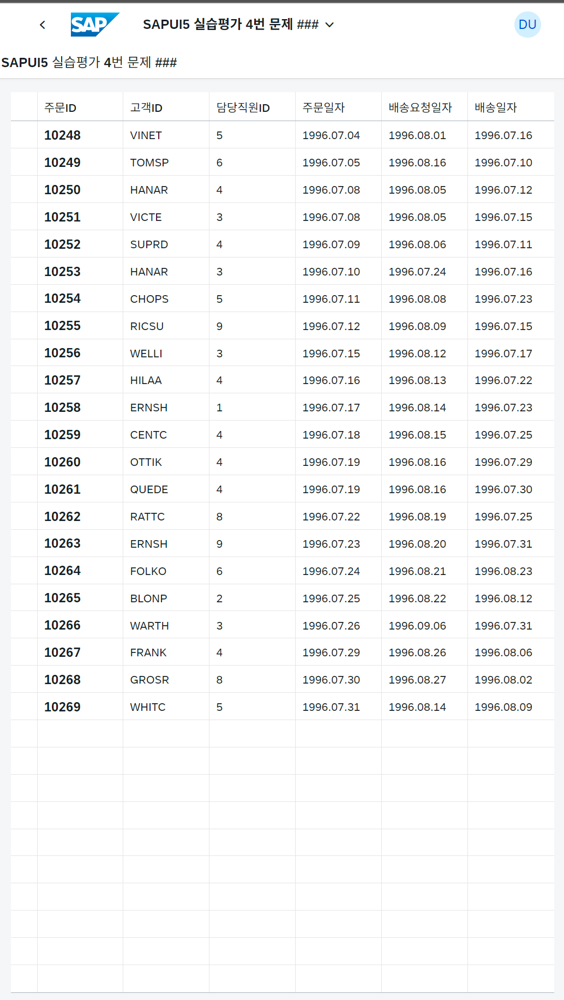 SAP SAPUI5 실습평가 4번 문제 ### DU
SAPUI5 실습평가 4번 문제 ###
주문ID 고객ID 담당직원ID 주문일자 배송요청일자 배송일자
10248 VINET 5 1996.07.04 1996.08.01 1996.07.16
10249 TOMSP 6 1996.07.05 1996.08.16 1996.07.10
10250 HANAR 4 1996.07.08 1996.08.05 1996.07.12
10251 VICTE 3 1996.07.08 1996.08.05 1996.07.15
10252 SUPRD 4 1996.07.09 1996.08.06 1996.07.11
10253 HANAR 3 1996.07.10 1996.07.24 1996.07.16
10254 CHOPS 5 1996.07.11 1996.08.08 1996.07.23
10255 RICSU 9 1996.07.12 1996.08.09 1996.07.15
10256 WELLI 3 1996.07.15 1996.08.12 1996.07.17
10257 HILAA 4 1996.07.16 1996.08.13 1996.07.22
10258 ERNSH 1 1996.07.17 1996.08.14 1996.07.23
10259 CENTC 4 1996.07.18 1996.08.15 1996.07.25
10260 OTTIK 4 1996.07.19 1996.08.16 1996.07.29
10261 QUEDE 4 1996.07.19 1996.08.16 1996.07.30
10262 RATTC 8 1996.07.22 1996.08.19 1996.07.25
10263 ERNSH 9 1996.07.23 1996.08.20 1996.07.31
10264 FOLKO 6 1996.07.24 1996.08.21 1996.08.23
10265 BLONP 2 1996.07.25 1996.08.22 1996.08.12
10266 WARTH 3 1996.07.26 1996.09.06 1996.07.31
10267 FRANK 4 1996.07.29 1996.08.26 1996.08.06
10268 GROSR 8 1996.07.30 1996.08.27 1996.08.02
10269 WHITC 5 1996.07.31 1996.08.14 1996.08.09